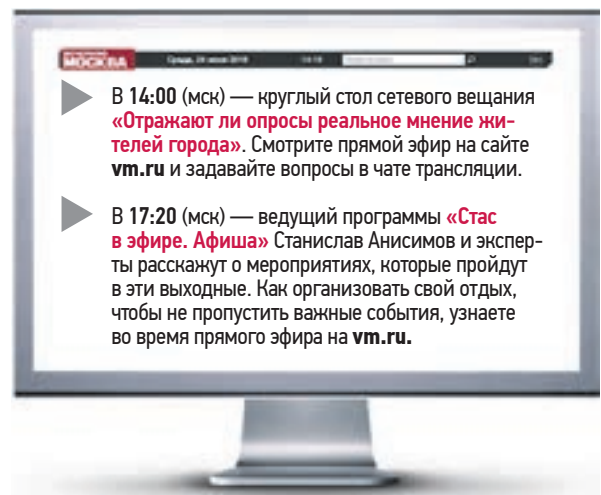 МОСКВА
В 14:00 (мск) — круглый стол сетевого вещания
«Отражают ли опросы реальное мнение жи-
телей города». Смотрите прямой эфир на сайте
vm.ru и задавайте вопросы в чате трансляции.
В 17:20 (мск) — ведущий программы «Стас
в эфире. Афиша» Станислав Анисимов и экспер-
ты расскажут о мероприятиях, которые пройдут
в эти выходные. Как организовать свой отдых,
чтобы не пропустить важные события, узнаете
во время прямого эфира на vm.ru.